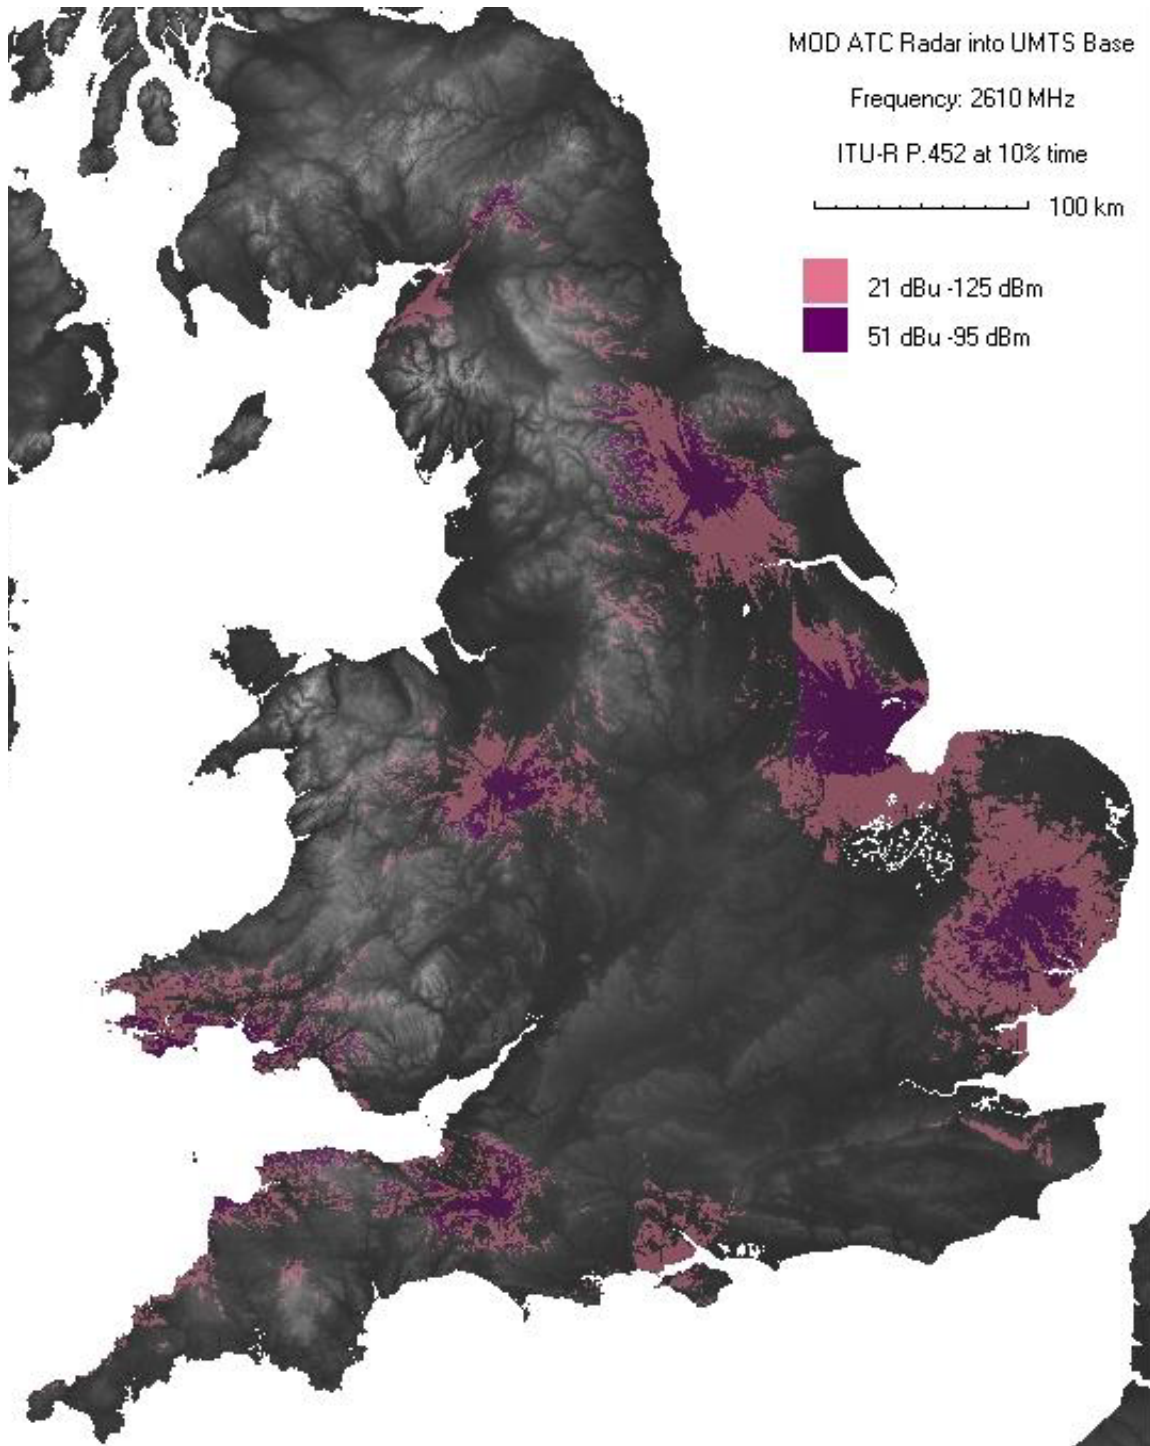 MOD ATC Radar into UMTS Base
Frequency: 2610 MHz
ITU-R P.452 at 10% time
100 km
21 dBu -125 dBm
51 dBu -95 dBm